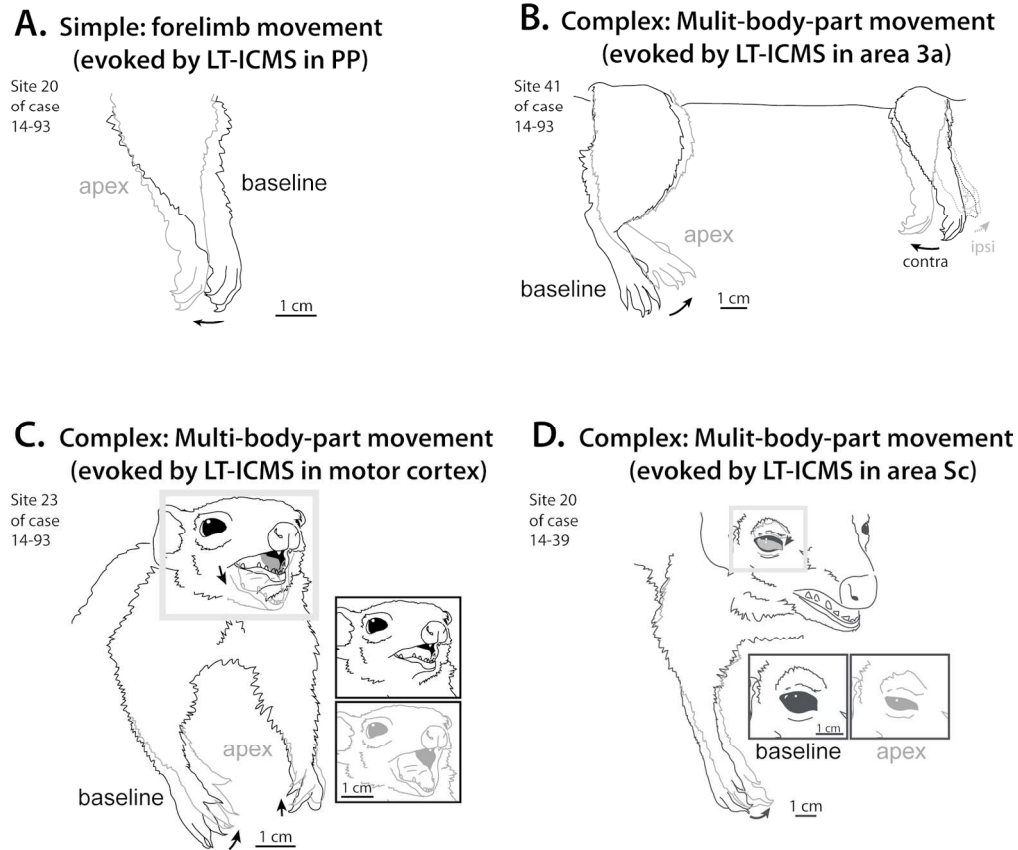 A. Simple: forelimb movement
(evoked by LT-ICMS in PP)
Site 20
of case
14-93
apex
baseline
1 cm
B. Complex: Mulit-body-part movement
(evoked by LT-ICMS in area 3a)
Site 41
of case
14-93
apex
baseline
1 cm
contra
ipsi
C. Complex: Multi-body-part movement
(evoked by LT-ICMS in motor cortex)
Site 23
of case
14-93
apex
baseline
1 cm
1 cm
D. Complex: Mulit-body-part movement
(evoked by LT-ICMS in area Sc)
Site 20
of case
14-39
1 cm
baseline
apex
1 cm